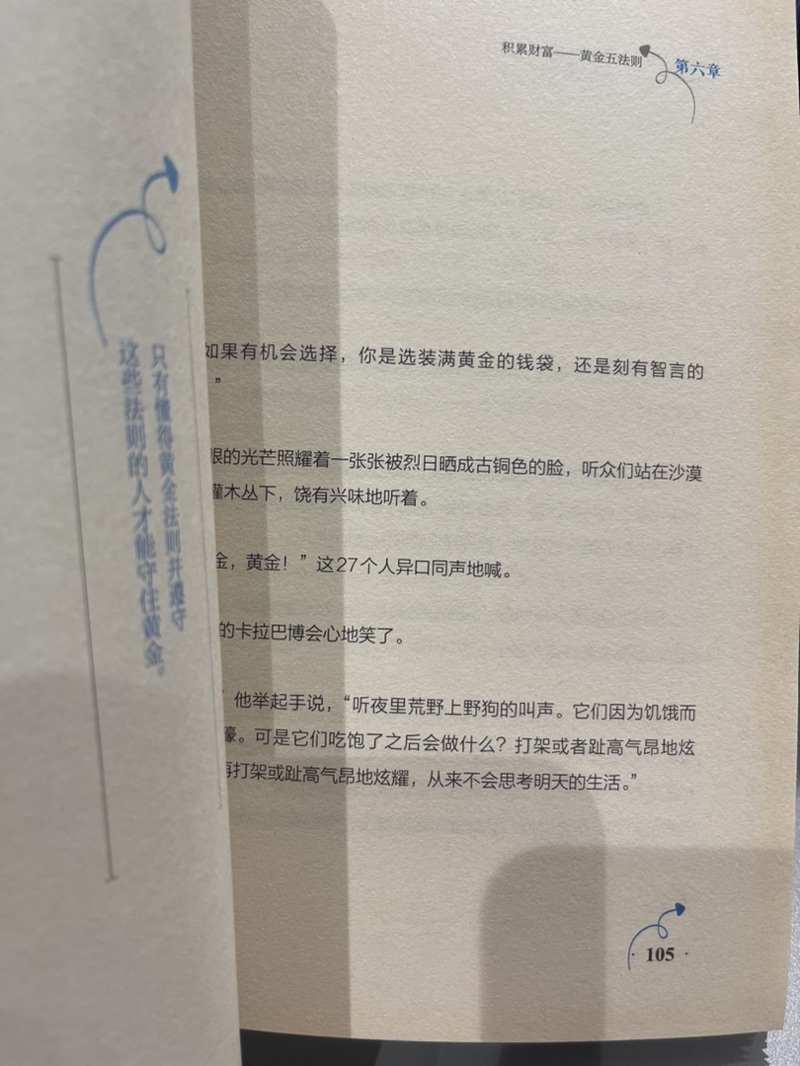 积累财富——黄金五法则
第六章
只有懂得黄金法则并遵守
这些法则的人才能守住黄金。
如果有机会选择，你是选装满黄金的钱袋，还是刻有智言的
”
眼的光芒照耀着一张张被烈日晒成古铜色的脸，听众们站在沙漠
灌木丛下，饶有兴味地听着。
金，黄金！”这27个人异口同声地喊。
的卡拉巴博会心地笑了。
”他举起手说，“听夜里荒野上野狗的叫声。它们因为饥饿而
嚎。可是它们吃饱了之后会做什么？打架或者趾高气昂地炫
再打架或趾高气昂地炫耀，从来不会思考明天的生活。”
· 105 ·